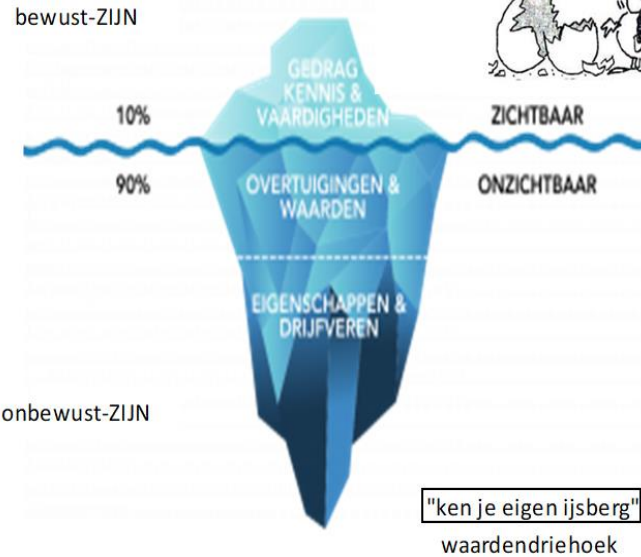 bewust-ZIJN
GEDRAG
KENNIS &
VAARDIGHEDEN
10%
ZICHTBAAR
90%
OVERTUIGINGEN &
WAARDEN
ONZICHTBAAR
EIGENSCHAPPEN &
DRIJFVEREN
onbewust-ZIJN
"ken je eigen ijsberg"
waardendriehoek